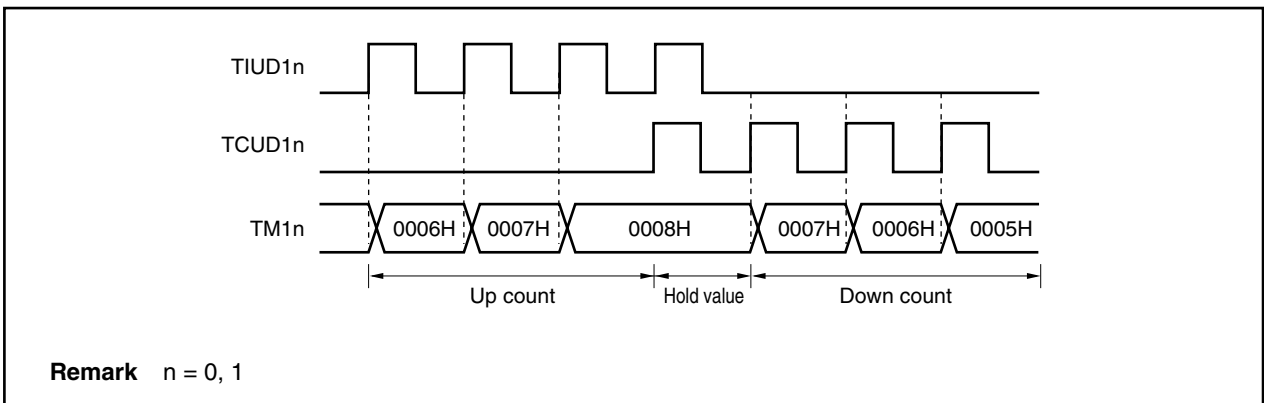 TIUD1n
TCUD1n
TM1n 0006H 0007H 0008H 0007H 0006H 0005H
Up count Hold value Down count
Remark n = 0, 1